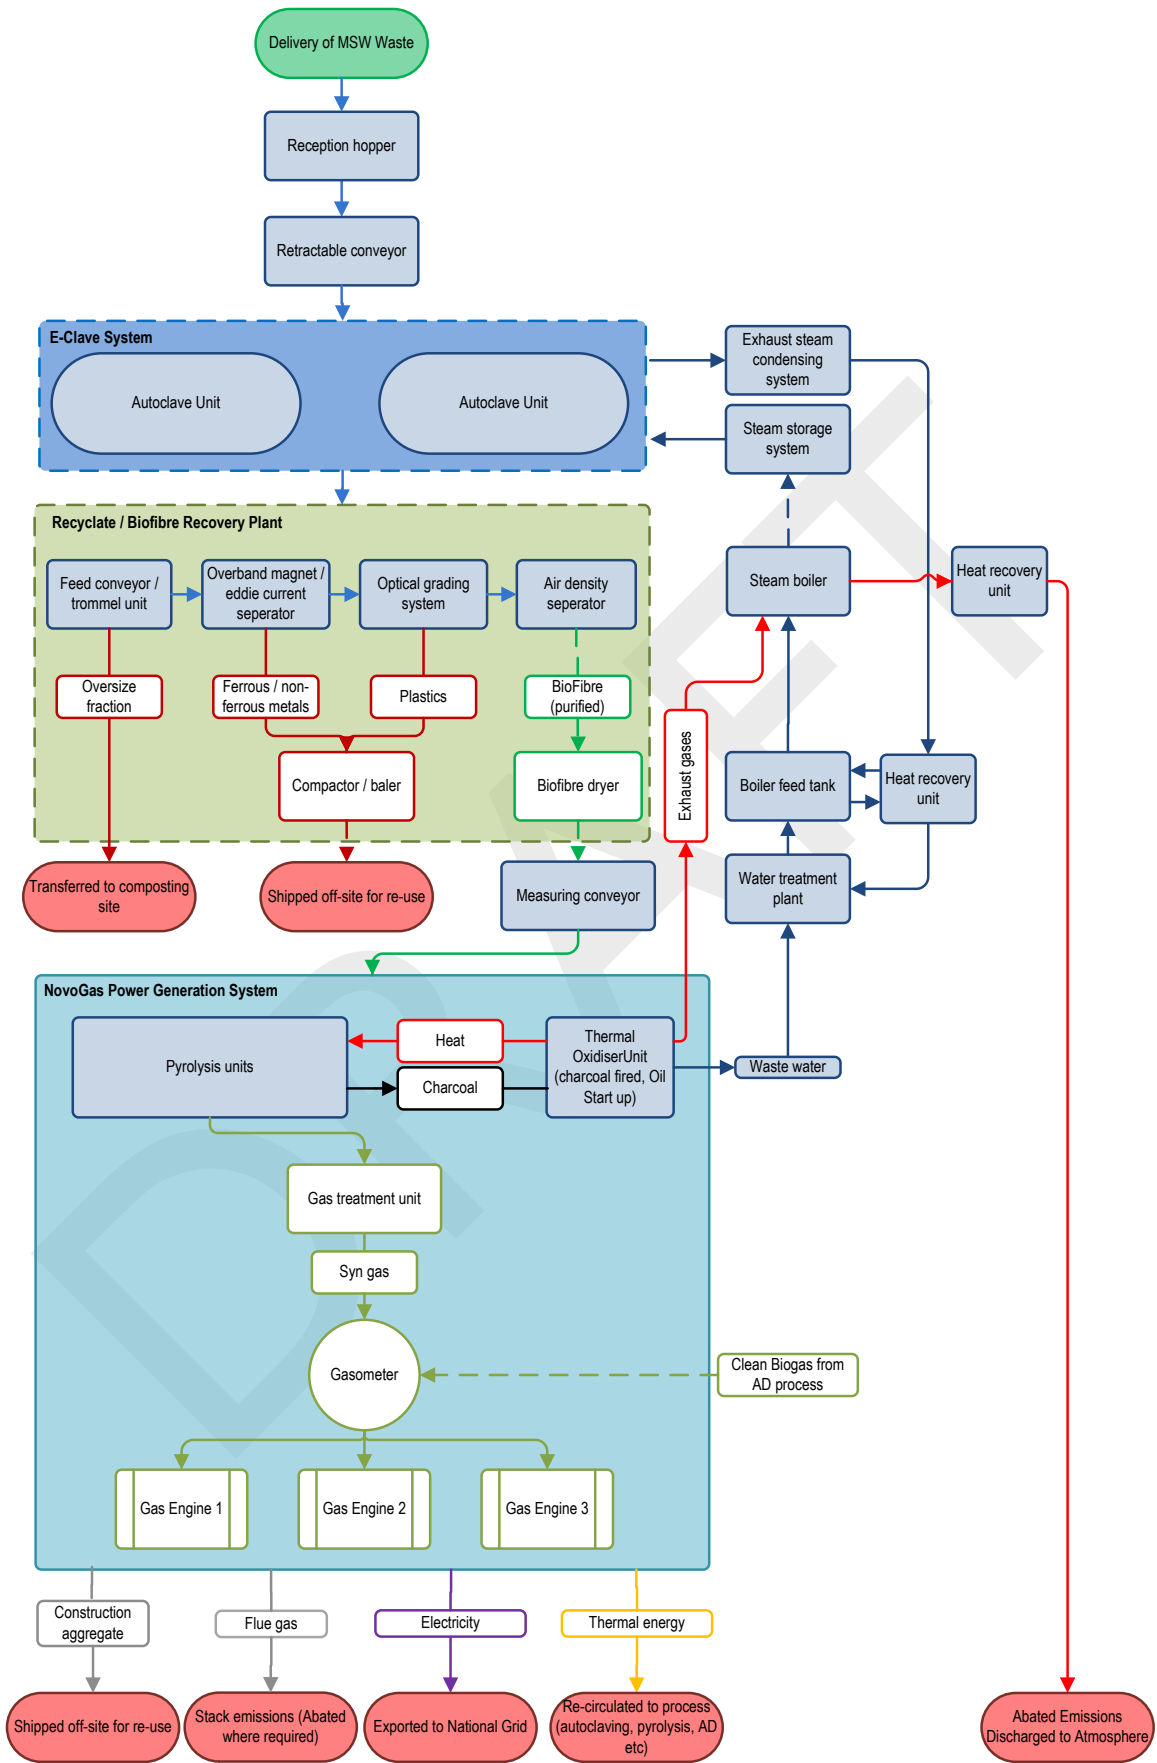 Delivery of MSW Waste
Reception hopper
Retractable conveyor
E-Clave System
Autoclave Unit
Autoclave Unit
Exhaust steam
condensing
system
Steam storage
system
Recyclate / Biofibre Recovery Plant
Feed conveyor /
trommel unit
Overband magnet /
eddie current
seperator
Optical grading
system
Air density
seperator
Steam boiler
Heat recovery
unit
Oversize
fraction
Ferrous / non-
ferrous metals
Plastics
BioFibre
(purified)
Exhaust gases
Compactor / baler
Biofibre dryer
Boiler feed tank
Heat recovery
unit
Transferred to composting
site
Shipped off-site for re-use
Measuring conveyor
Water treatment
plant
NovoGas Power Generation System
Pyrolysis units
Heat
Charcoal
Thermal
OxidiserUnit
(charcoal fired, Oil
Start up)
Waste water
Gas treatment unit
Syn gas
Gasometer
Clean Biogas from
AD process
Gas Engine 1
Gas Engine 2
Gas Engine 3
Construction
aggregate
Flue gas
Electricity
Thermal energy
Shipped off-site for re-use
Stack emissions (Abated
where required)
Exported to National Grid
Re-circulated to process
(autoclaving, pyrolysis, AD
etc)
Abated Emissions
Discharged to Atmosphere
DRAFT